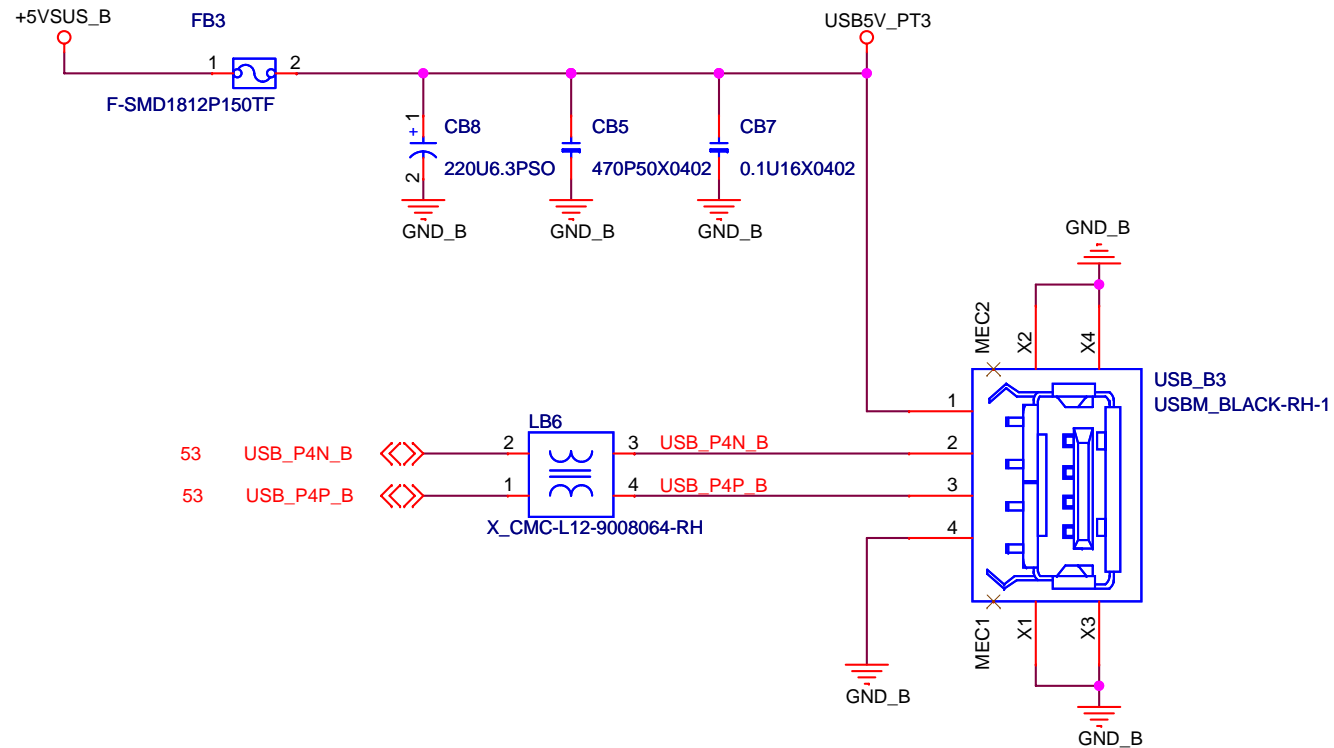 +5VSUS_B
FB3
USB5V_PT3
1
2
F-SMD1812P150TF
1
+
CB8
CB5
CB7
2
220U6.3PSO
470P50X0402
0.1U16X0402
GND_B
GND_B
GND_B
GND_B
MEC2
X2
X4
USB_B3
USBM_BLACK-RH-1
1
LB6
53
USB_P4N_B
2
3
USB_P4N_B
2
53
USB_P4P_B
1
4
USB_P4P_B
3
X_CMC-L12-9008064-RH
4
MEC1
X1
X3
GND_B
GND_B